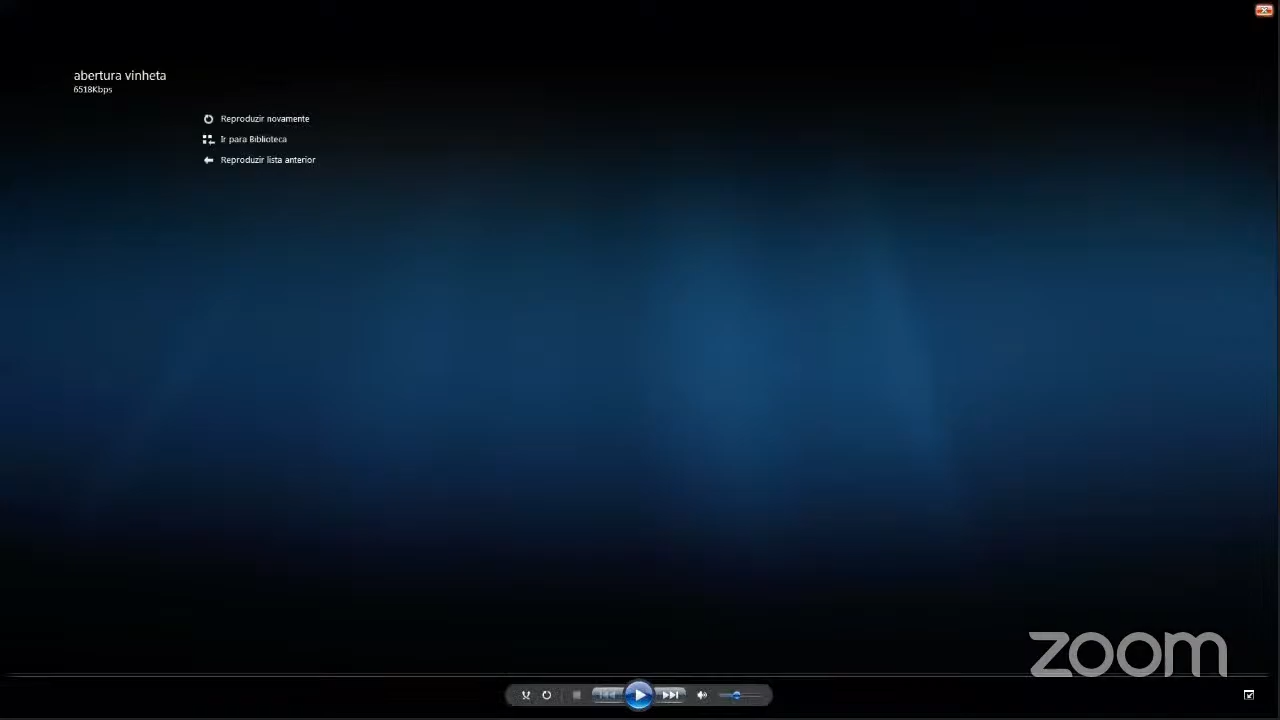 abertura vinheta
6518Kbps
Reproduzir novamente
Ir para Biblioteca
Reproduzir lista anterior
zoom